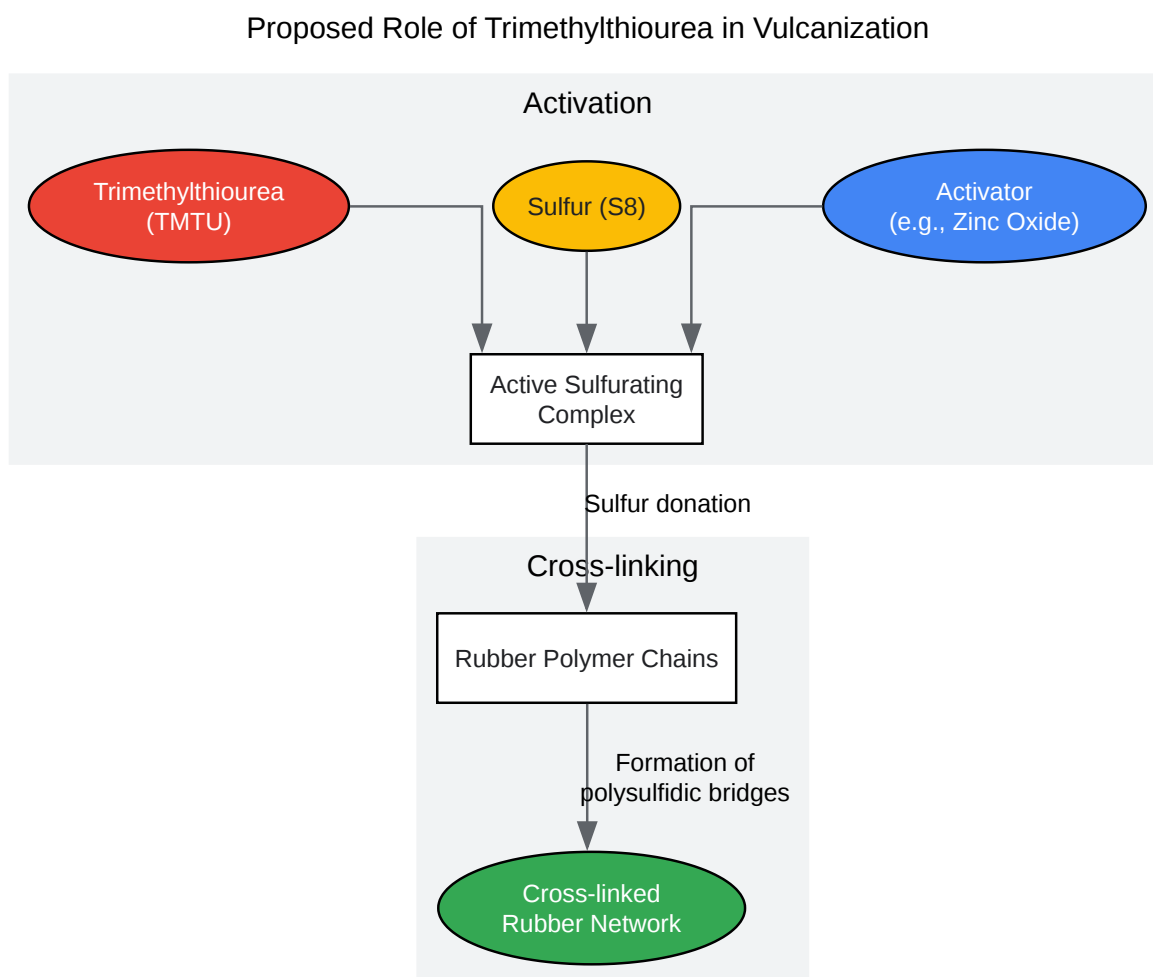 Proposed Role of Trimethylthiourea in Vulcanization
Activation
Trimethylthiourea
(TMTU)
Sulfur (S8)
Activator
(e.g., Zinc Oxide)
Active Sulfurating
Complex
Sulfur donation
Cross-linking
Rubber Polymer Chains
Formation of
polysulfidic bridges
Cross-linked
Rubber Network